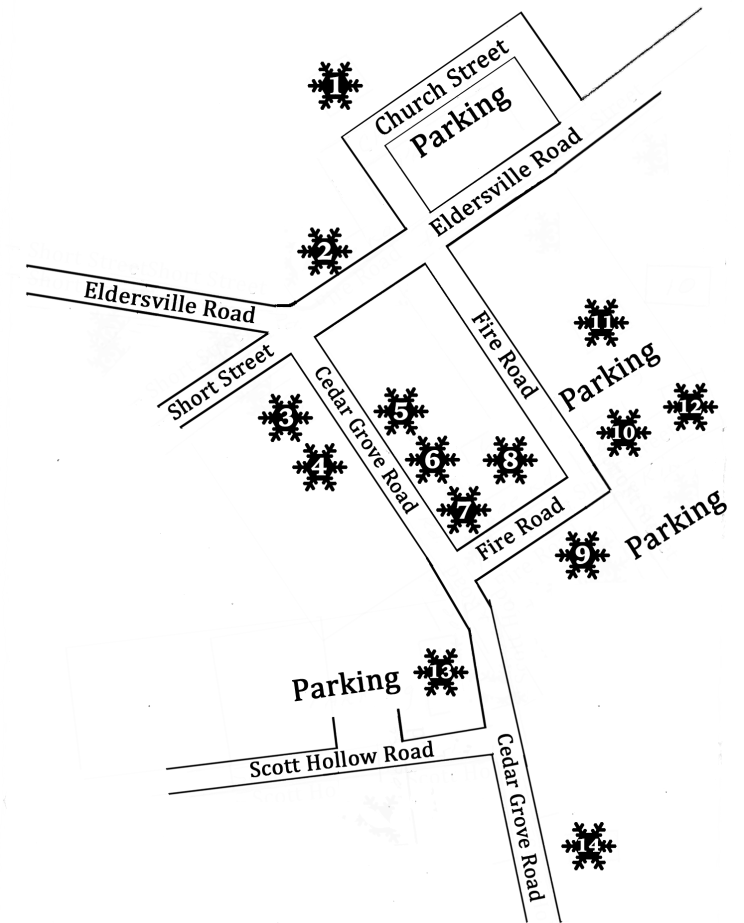 1
Church Street
Parking
Eldersville Road
2
Eldersville Road
Short Street
Fire Road
11
Parking
12
3
Cedar Grove Road
5
10
4
6
8
7
Fire Road
Parking
9
13
Parking
Scott Hollow Road
Cedar Grove Road
14